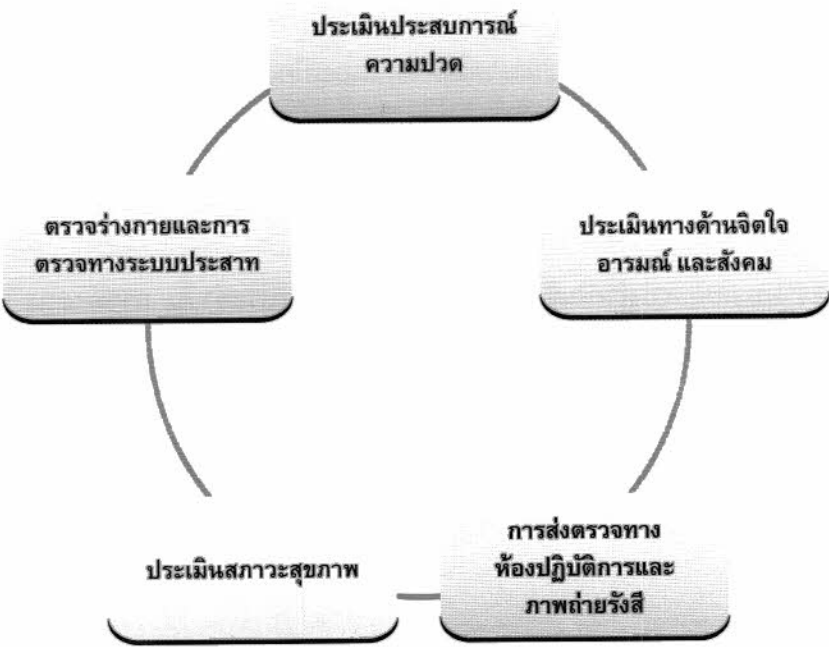 ประเมินประสบการณ์
ความปวด
ตรวจร่างกายและการ
ตรวจทางระบบประสาท
ประเมินทางด้านจิตใจ
อารมณ์ และสังคม
ประเมินสภาวะสุขภาพ
การส่งตรวจทาง
ห้องปฏิบัติการและ
ภาพถ่ายรังสี